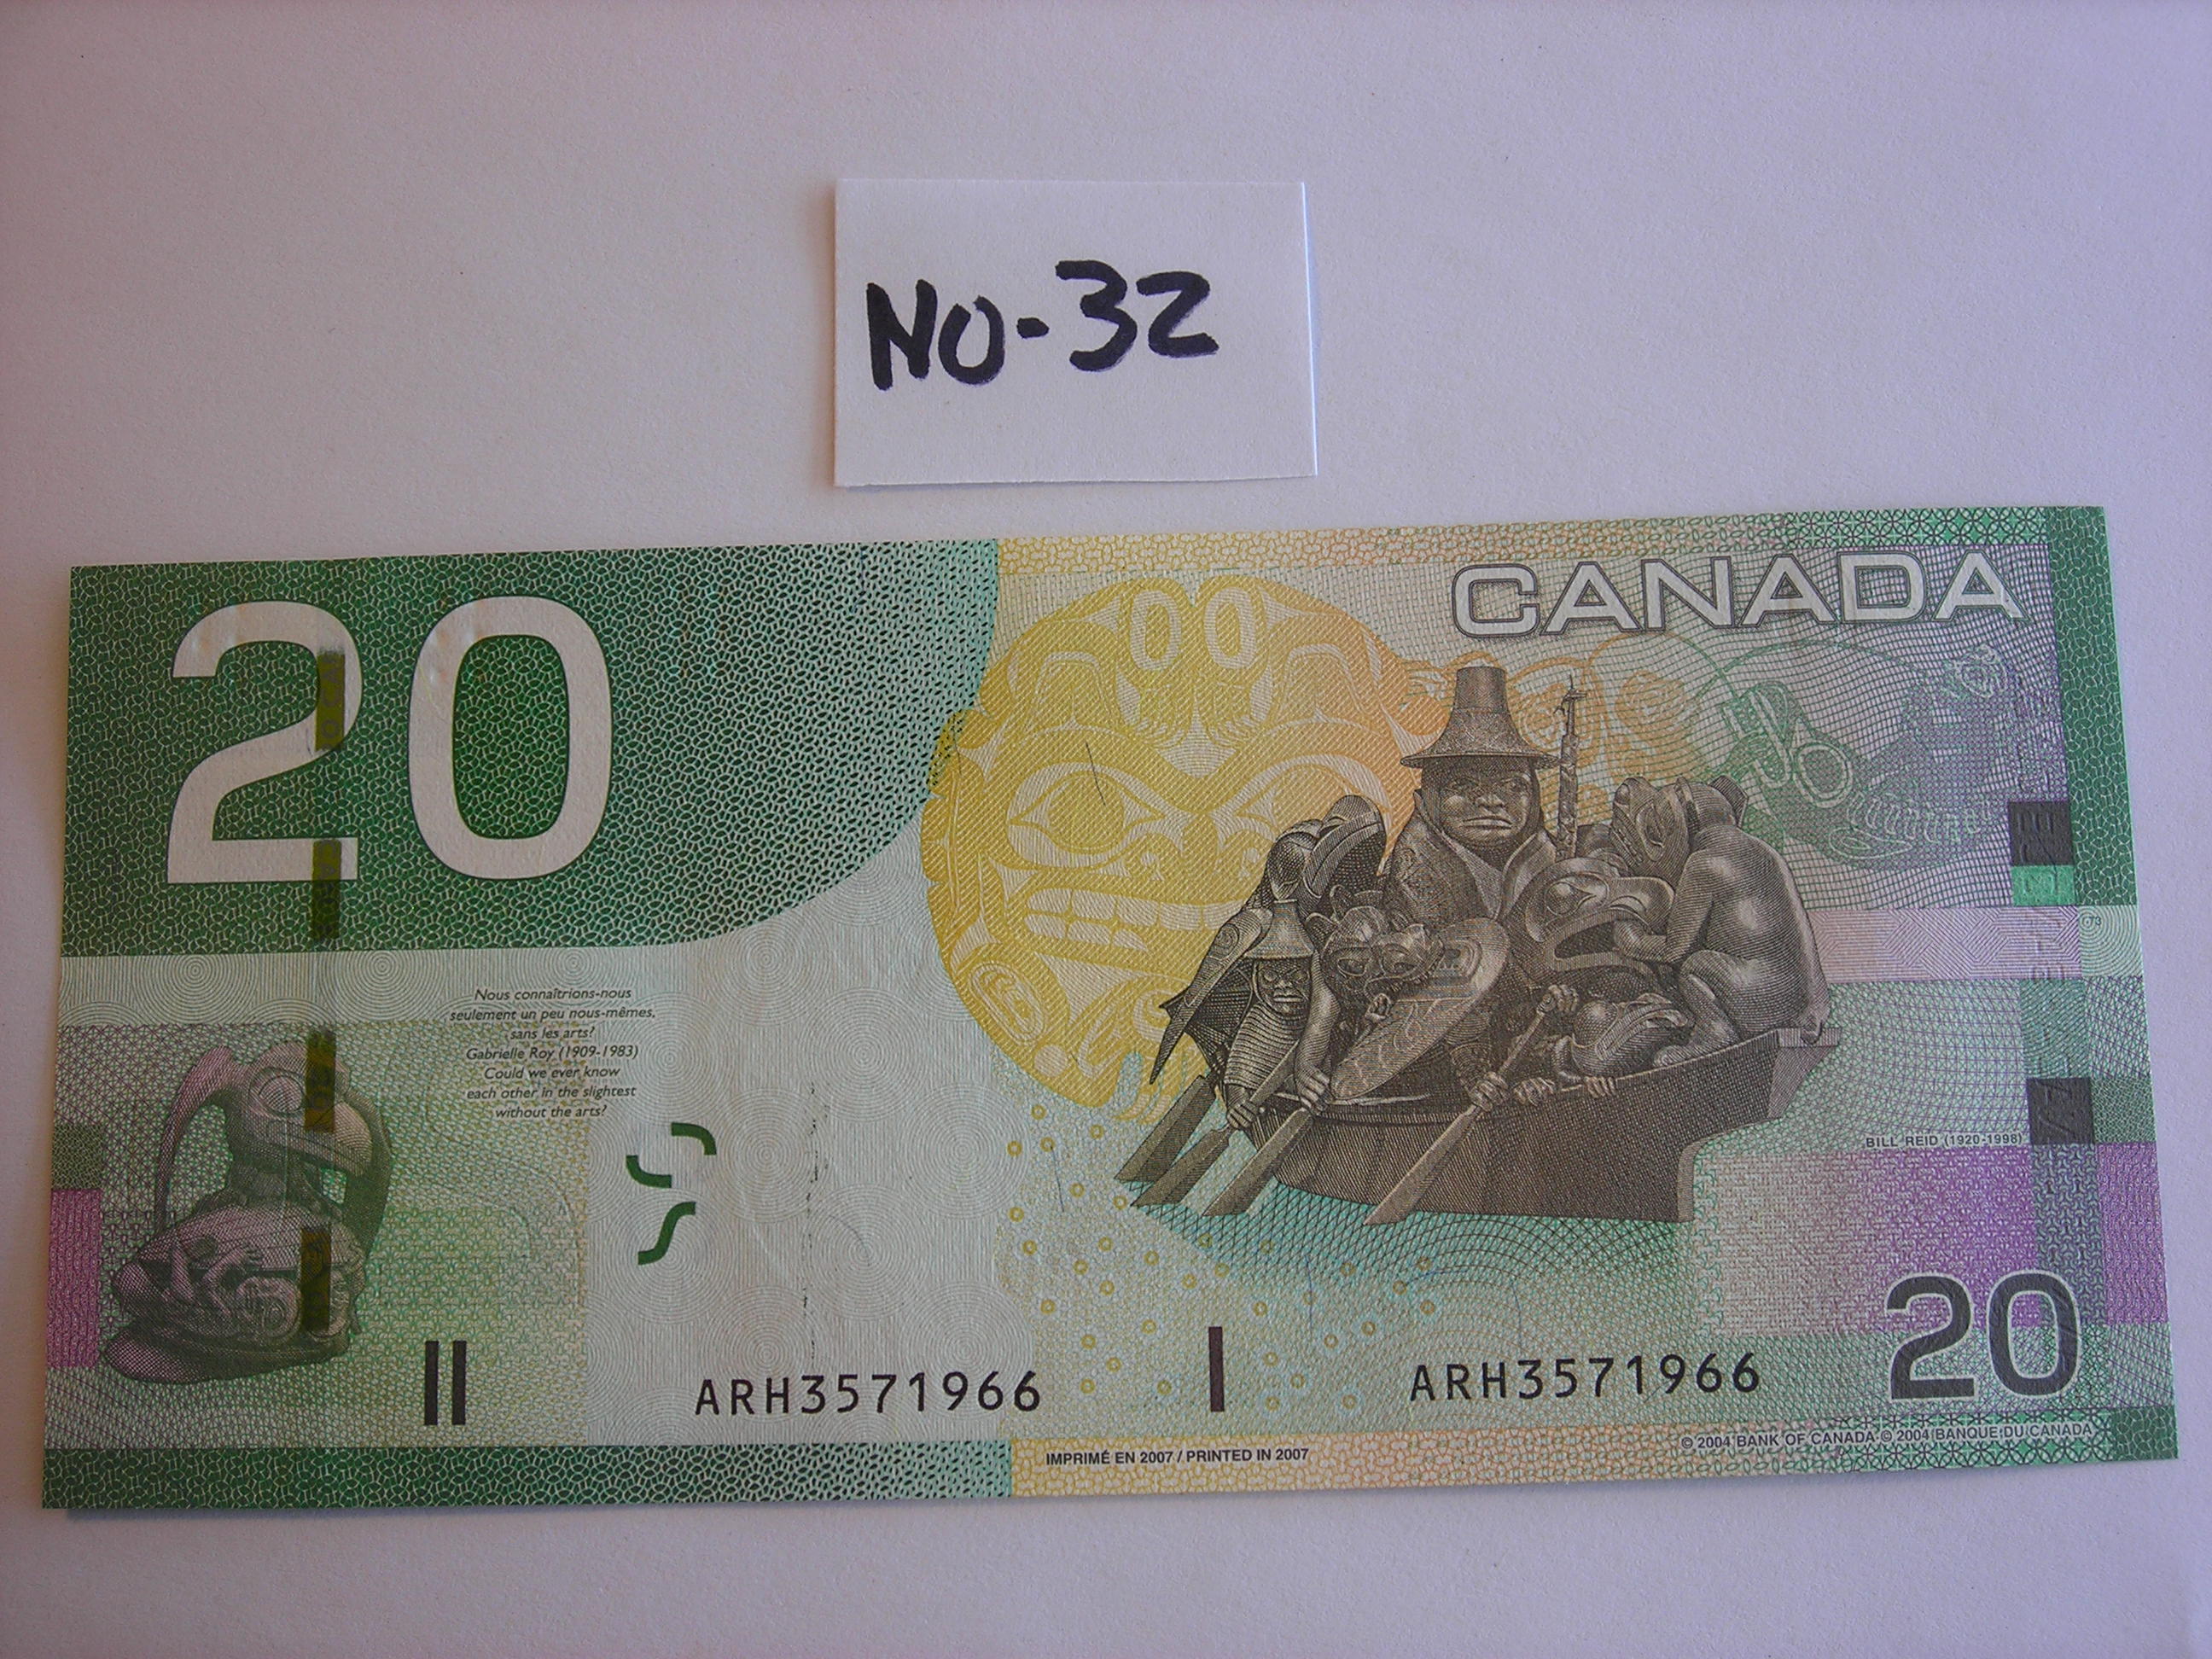 NO-32
20
CANADA
Nous connaîtrions-nous
seulement un peu nous-mêmes,
sans les arts?
Gabrielle Roy (1909-1983)
Could we ever know
each other in the slightest
without the arts?
BILL REID (1920-1998)
20
ARH3571966
ARH3571966
IMPRIMÉ EN 2007 / PRINTED IN 2007
© 2004 BANK OF CANADA © 2004 BANQUE DU CANADA